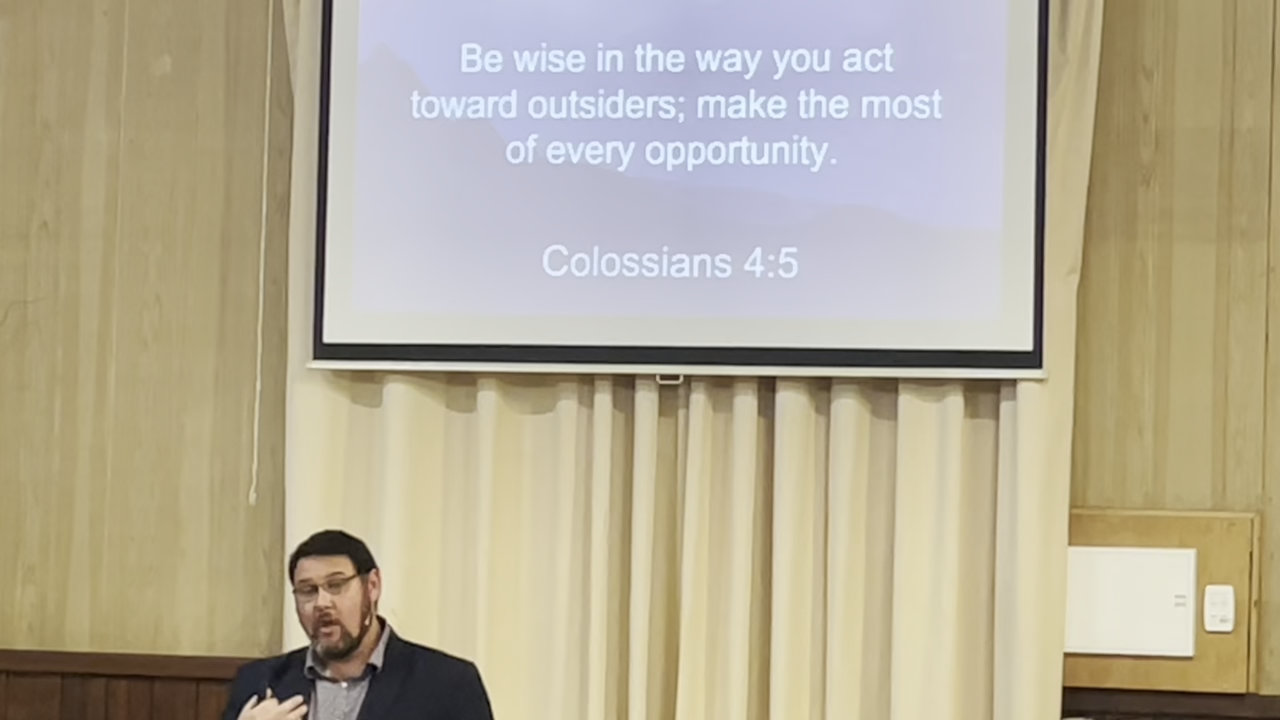 Be wise in the way you act
toward outsiders; make the most
of every opportunity.
Colossians 4:5